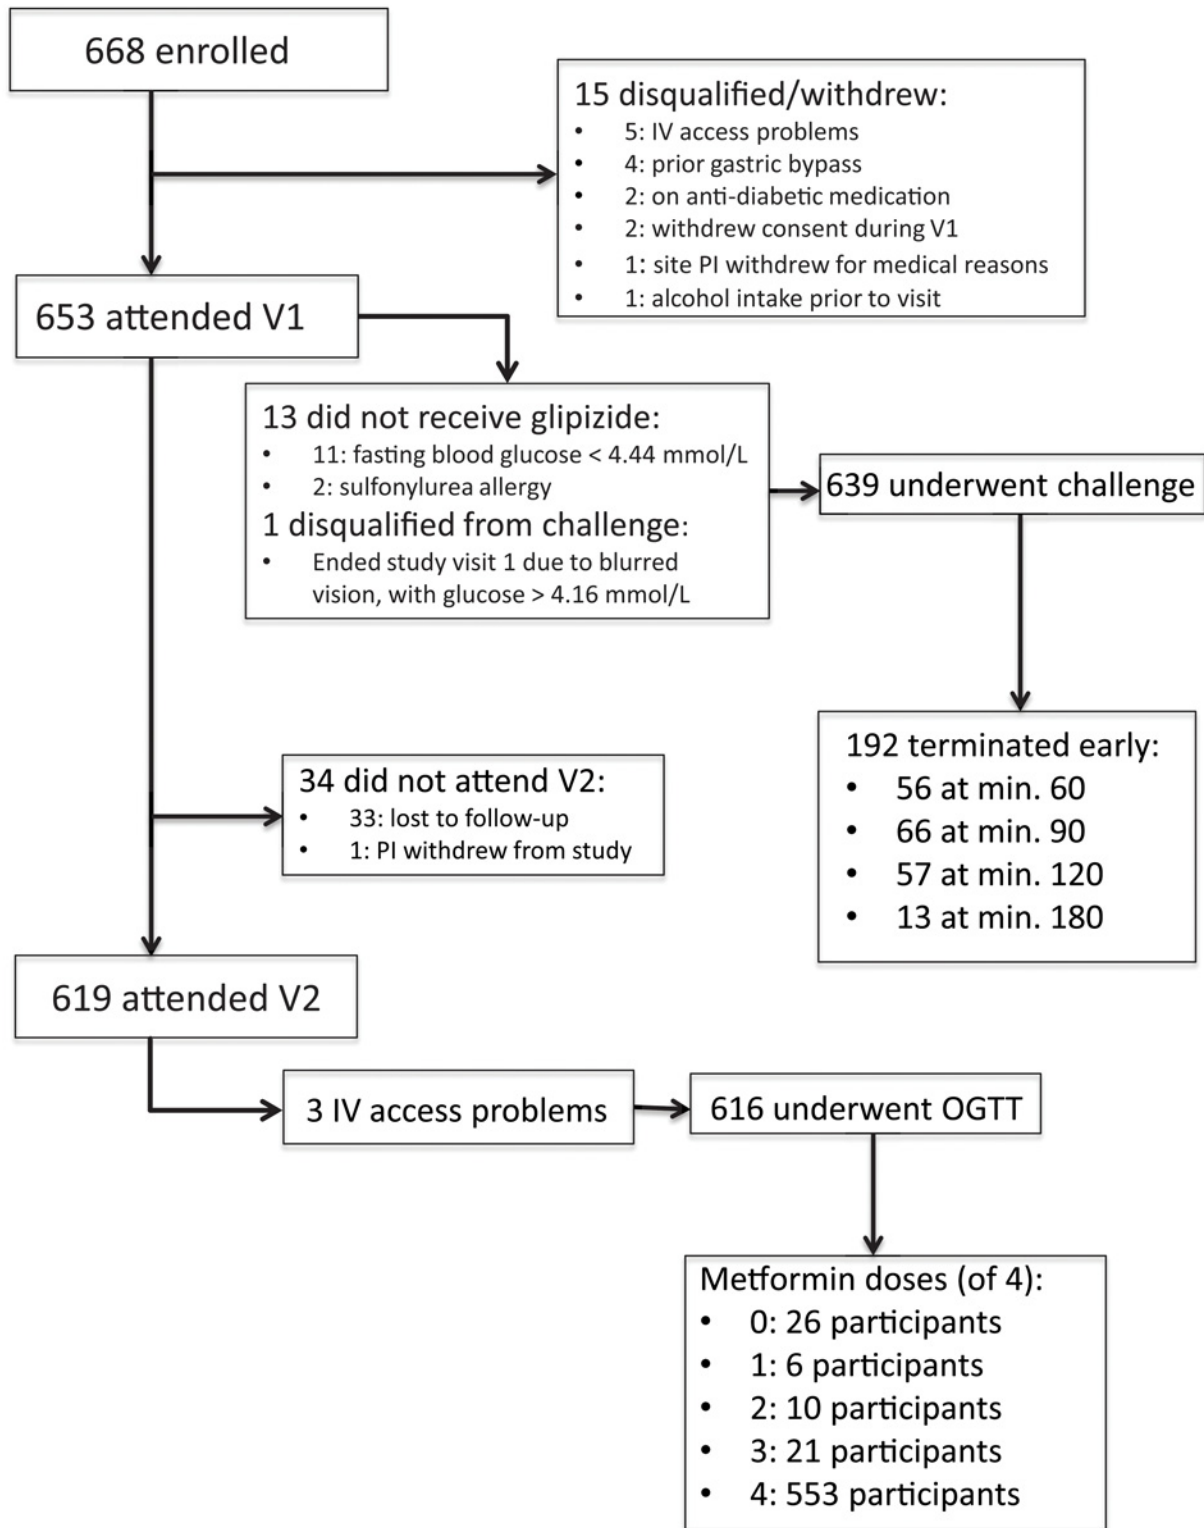 668 enrolled
15 disqualified/withdrew:
• 5: IV access problems
• 4: prior gastric bypass
• 2: on anti-diabetic medication
• 2: withdrew consent during V1
• 1: site PI withdrew for medical reasons
• 1: alcohol intake prior to visit
653 attended V1
13 did not receive glipizide:
• 11: fasting blood glucose < 4.44 mmol/L
• 2: sulfonylurea allergy
1 disqualified from challenge:
• Ended study visit 1 due to blurred
vision, with glucose > 4.16 mmol/L
639 underwent challenge
192 terminated early:
• 56 at min. 60
• 66 at min. 90
• 57 at min. 120
• 13 at min. 180
34 did not attend V2:
• 33: lost to follow-up
• 1: PI withdrew from study
619 attended V2
3 IV access problems
616 underwent OGTT
Metformin doses (of 4):
• 0: 26 participants
• 1: 6 participants
• 2: 10 participants
• 3: 21 participants
• 4: 553 participants